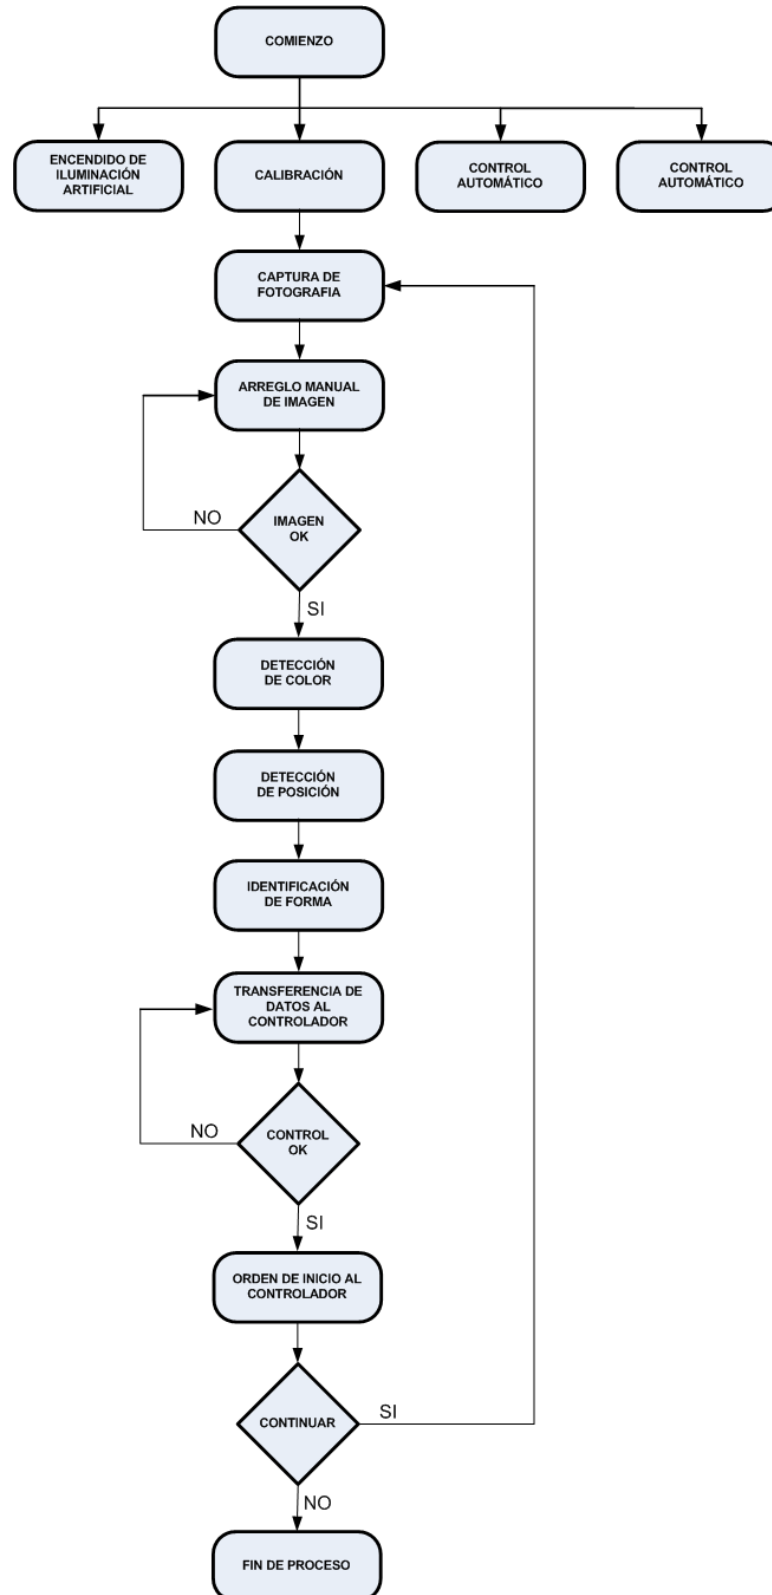 COMIENZO
ENCENDIDO DE
ILUMINACIÓN
ARTIFICIAL
CALIBRACIÓN
CONTROL
AUTOMÁTICO
CONTROL
AUTOMÁTICO
CAPTURA DE
FOTOGRAFIA
ARREGLO MANUAL
DE IMAGEN
NO
IMAGEN
OK
SI
DETECCIÓN
DE COLOR
DETECCIÓN
DE POSICIÓN
IDENTIFICACIÓN
DE FORMA
TRANSFERENCIA DE
DATOS AL
CONTROLADOR
NO
CONTROL
OK
SI
ORDEN DE INICIO AL
CONTROLADOR
CONTINUAR
SI
NO
FIN DE PROCESO